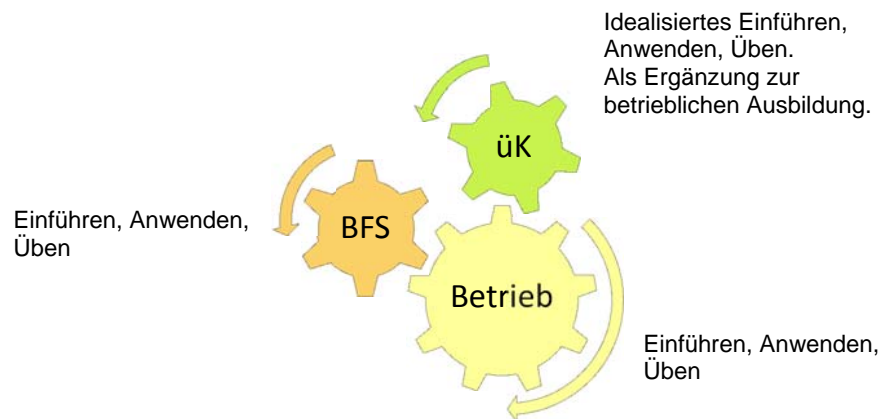 Idealisiertes Einführen,
Anwenden, Üben.
Als Ergänzung zur
betrieblichen Ausbildung.
üK
Einführen, Anwenden,
Üben
BFS
Betrieb
Einführen, Anwenden,
Üben